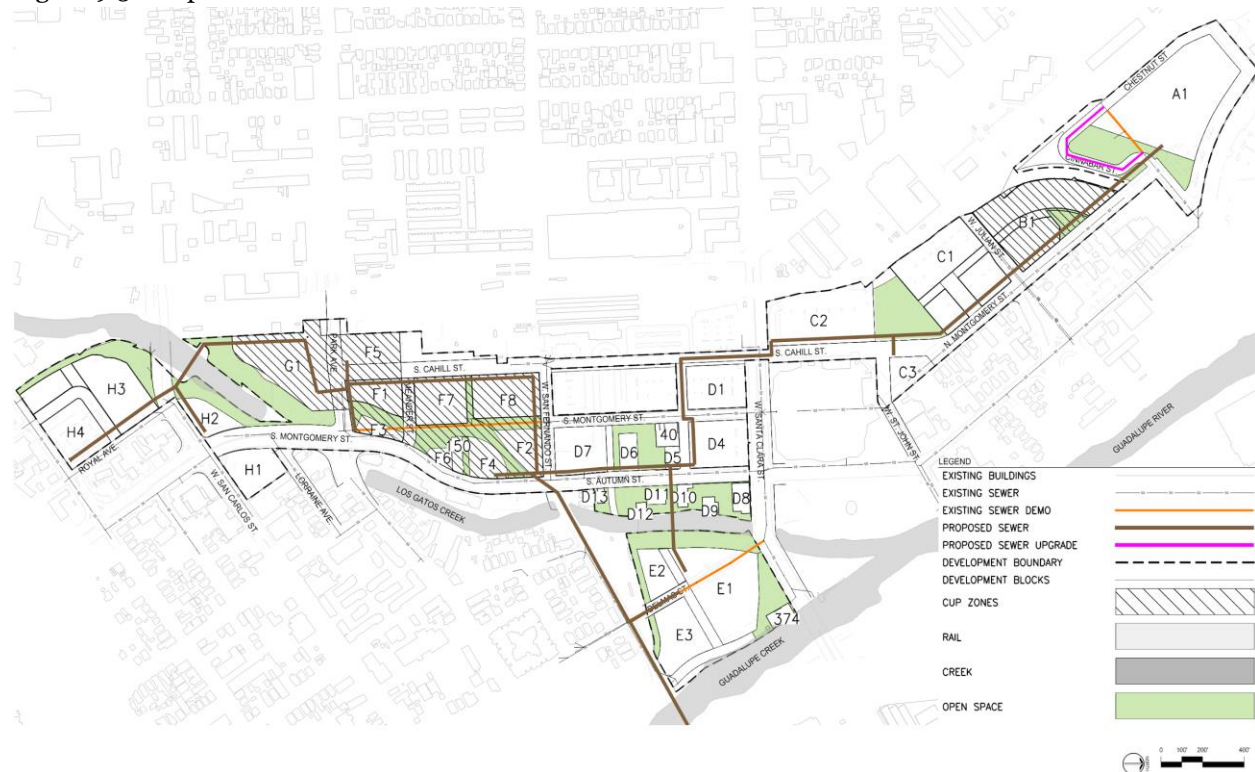 CHESTNUT ST
A1
CINNABAR ST.
B1
W. JULIAN ST.
C1
N. MONTGOMERY ST.
C2
S. CAHILL ST.
C3
W. ST. JOHN ST.
GUADALUPE RIVER
PARK AVE
F5
G1
S. CAHILL ST.
D1
W. SANTA CLARA ST.
H3
F1
MEANDER
F7
F8
W. SAN FERNANDO ST.
S. MONTGOMERY ST.
40
D4
H4
H2
F3
S. MONTGOMERY ST.
150
F2
D7
D6
D5
ROYAL AVE
F6
F4
H1
W. SAN CARLOS ST
LORRAINE AVE.
LOS GATOS CREEK
S. AUTUMN ST.
D13
D11
D10
D8
D12
D9
E2
E1
DELMAS ST.
E3
374
GUADALUPE CREEK
LEGEND
EXISTING BUILDINGS
EXISTING SEWER
EXISTING SEWER DEMO
PROPOSED SEWER
PROPOSED SEWER UPGRADE
DEVELOPMENT BOUNDARY
DEVELOPMENT BLOCKS
CUP ZONES
RAIL
CREEK
OPEN SPACE
0 100' 200' 400'